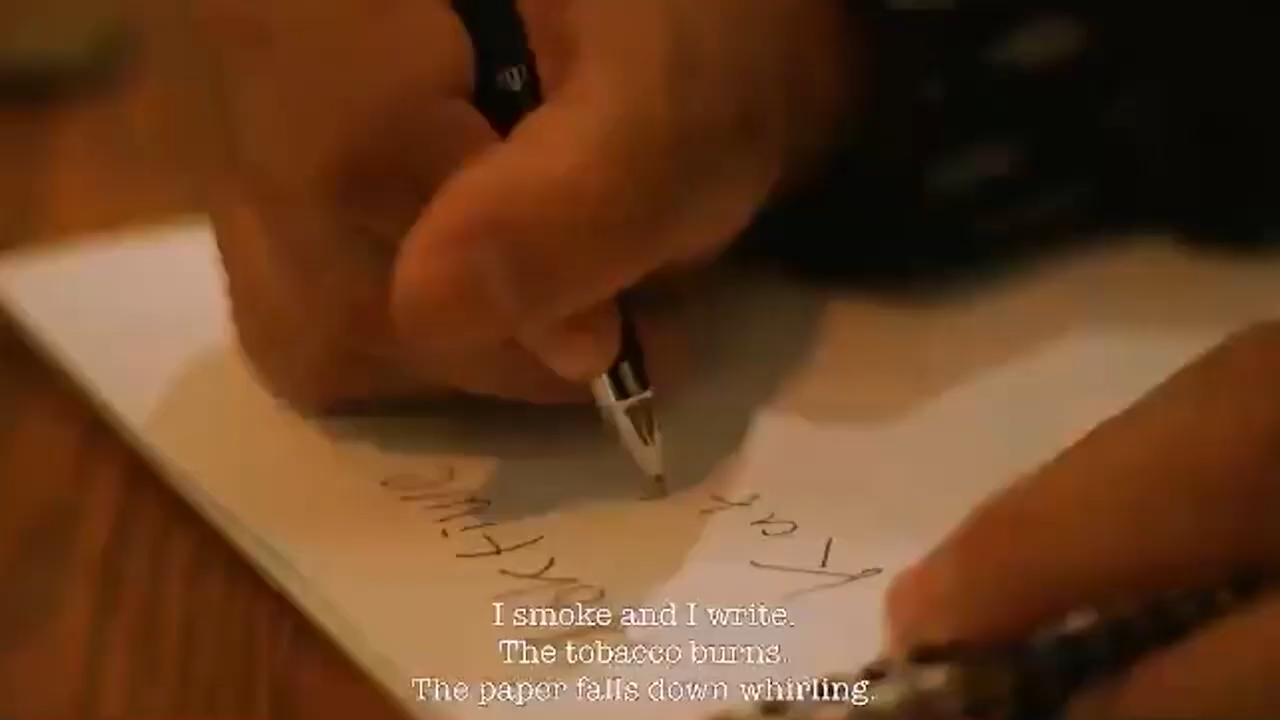 I smoke and I write.
The tobacco burns.
The paper falls down whirling.